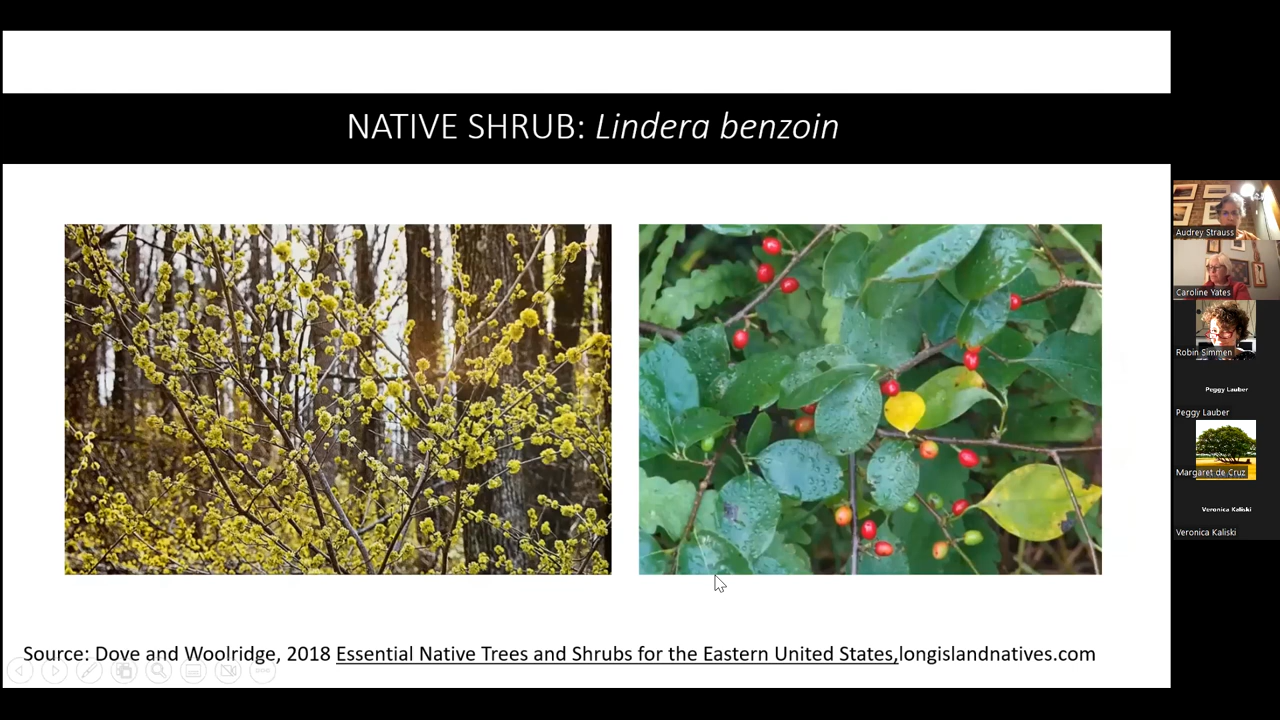 NATIVE SHRUB: Lindera benzoin
Source: Dove and Woolridge, 2018 Essential Native Trees and Shrubs for the Eastern United States,longislandnatives.com
Audrey Strauss
Caroline Yates
Robin Simmen
Peggy Lauber
Peggy Lauber
Margaret de Cruz
Veronica Kaliski
Veronica Kaliski